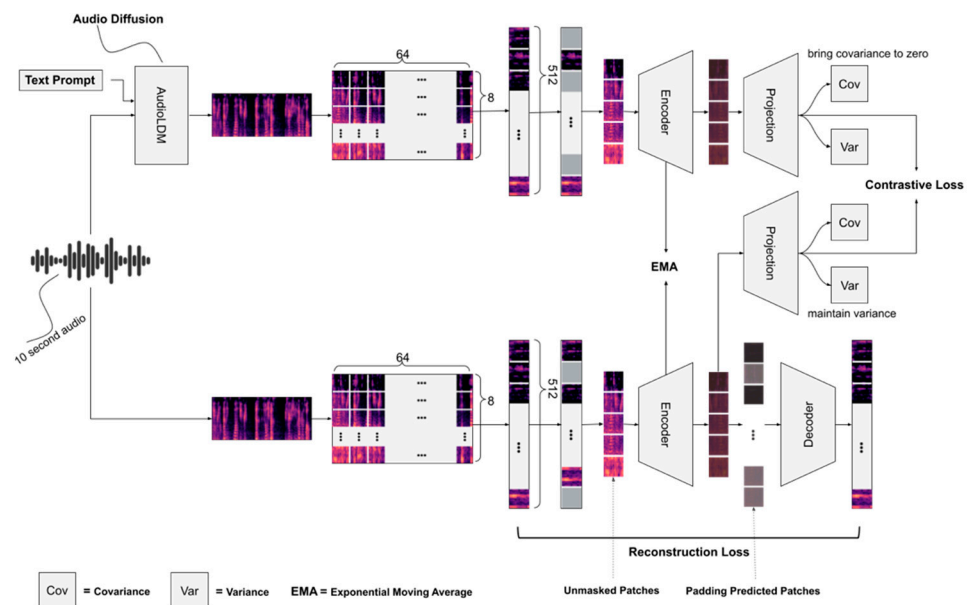 Audio Diffusion
Text Prompt
AudioLDM
64
8
512
Encoder
Projection
bring covariance to zero
Cov
Var
Contrastive Loss
10 second audio
EMA
Projection
Cov
Var
maintain variance
64
8
512
Encoder
Decoder
Reconstruction Loss
Unmasked Patches
Padding Predicted Patches
Cov = Covariance
Var = Variance
EMA = Exponential Moving Average